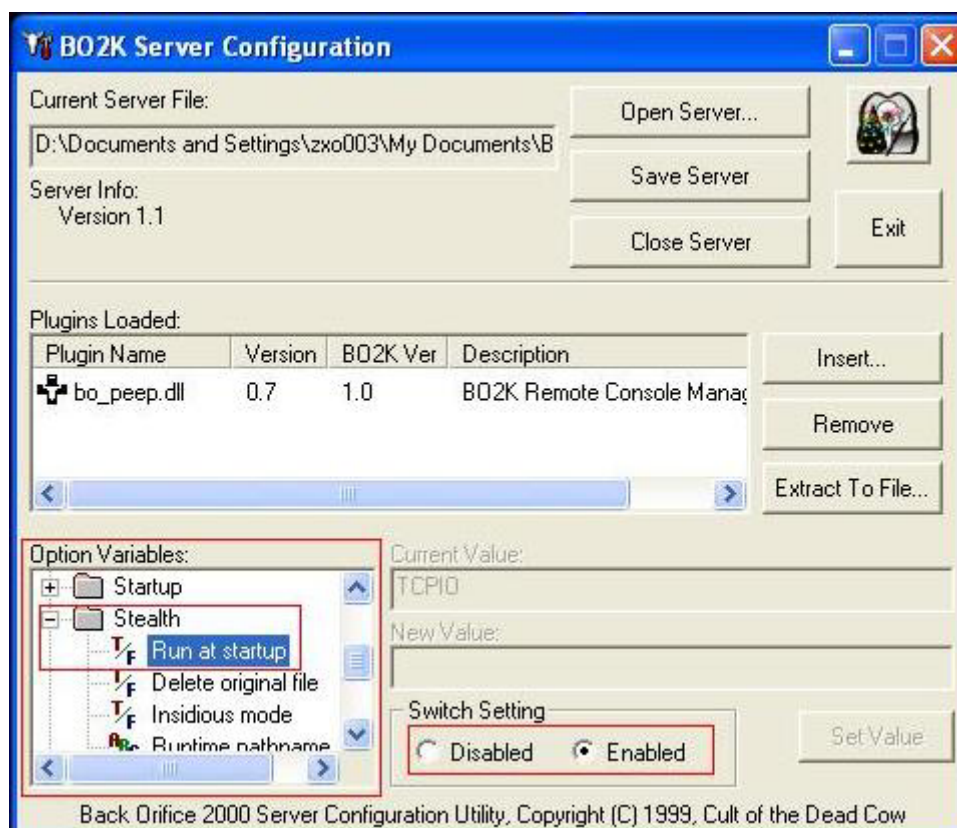 BO2K Server Configuration
Current Server File:
D:\Documents and Settings\zxo003\My Documents\B
Server Info:
Version 1.1
Open Server...
Save Server
Close Server
Exit
Plugins Loaded:
Plugin Name Version BO2K Ver Description
bo_peep.dll 0.7 1.0 BO2K Remote Console Manag
Insert...
Remove
Extract To File...
Option Variables:
Startup
Stealth
T/F Run at startup
T/F Delete original file
T/F Insidious mode
Runtime pathname
Current Value:
TCPIO
New Value:
Switch Setting
Disabled Enabled
Set Value
Back Orifice 2000 Server Configuration Utility, Copyright (C) 1999, Cult of the Dead Cow